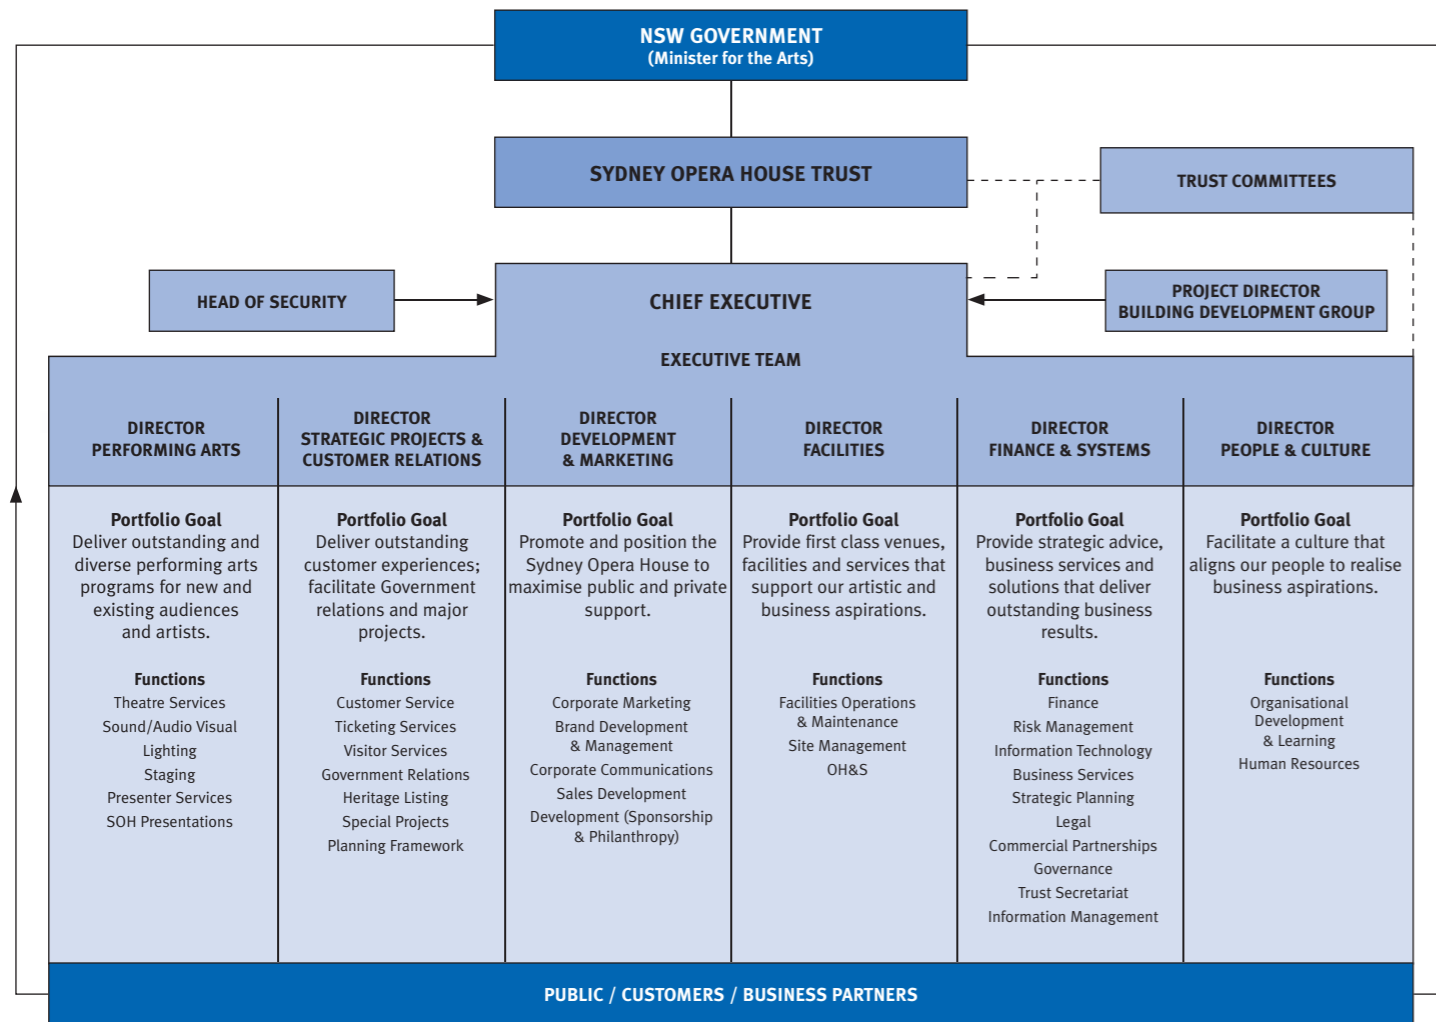 NSW GOVERNMENT
(Minister for the Arts)
SYDNEY OPERA HOUSE TRUST
TRUST COMMITTEES
HEAD OF SECURITY
CHIEF EXECUTIVE
PROJECT DIRECTOR
BUILDING DEVELOPMENT GROUP
EXECUTIVE TEAM
DIRECTOR
PERFORMING ARTS
DIRECTOR
STRATEGIC PROJECTS &
CUSTOMER RELATIONS
DIRECTOR
DEVELOPMENT
& MARKETING
DIRECTOR
FACILITIES
DIRECTOR
FINANCE & SYSTEMS
DIRECTOR
PEOPLE & CULTURE
Portfolio Goal
Deliver outstanding and
diverse performing arts
programs for new and
existing audiences
and artists.
Functions
Theatre Services
Sound/Audio Visual
Lighting
Staging
Presenter Services
SOH Presentations
Portfolio Goal
Deliver outstanding
customer experiences;
facilitate Government
relations and major
projects.
Functions
Customer Service
Ticketing Services
Visitor Services
Government Relations
Heritage Listing
Special Projects
Planning Framework
Portfolio Goal
Promote and position the
Sydney Opera House to
maximise public and private
support.
Functions
Corporate Marketing
Brand Development
& Management
Corporate Communications
Sales Development
Development (Sponsorship
& Philanthropy)
Portfolio Goal
Provide first class venues,
facilities and services that
support our artistic and
business aspirations.
Functions
Facilities Operations
& Maintenance
Site Management
OH&S
Portfolio Goal
Provide strategic advice,
business services and
solutions that deliver
outstanding business
results.
Functions
Finance
Risk Management
Information Technology
Business Services
Strategic Planning
Legal
Commercial Partnerships
Governance
Trust Secretariat
Information Management
Portfolio Goal
Facilitate a culture that
aligns our people to realise
business aspirations.
Functions
Organisational
Development
& Learning
Human Resources
PUBLIC / CUSTOMERS / BUSINESS PARTNERS